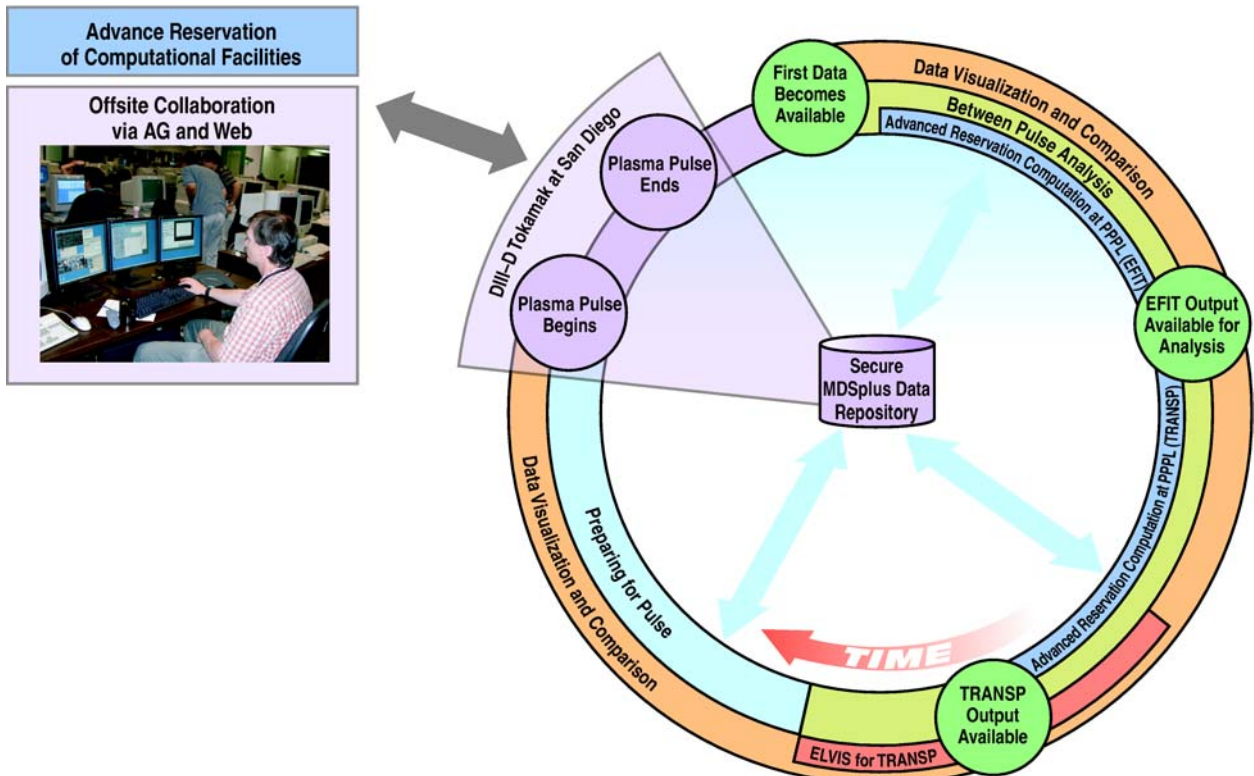 Advance Reservation
of Computational Facilities
Offsite Collaboration
via AG and Web
DIII–D Tokamak at San Diego
Plasma Pulse
Begins
Plasma Pulse
Ends
First Data
Becomes
Available
Data Visualization and Comparison
Between Pulse Analysis
Advanced Reservation Computation at PPPL (EFIT)
EFIT Output
Available for
Analysis
Secure
MDSplus Data
Repository
Advanced Reservation Computation at PPPL (TRANSP)
TRANSP
Output
Available
ELVIS for TRANSP
TIME
Preparing for Pulse
Data Visualization and Comparison